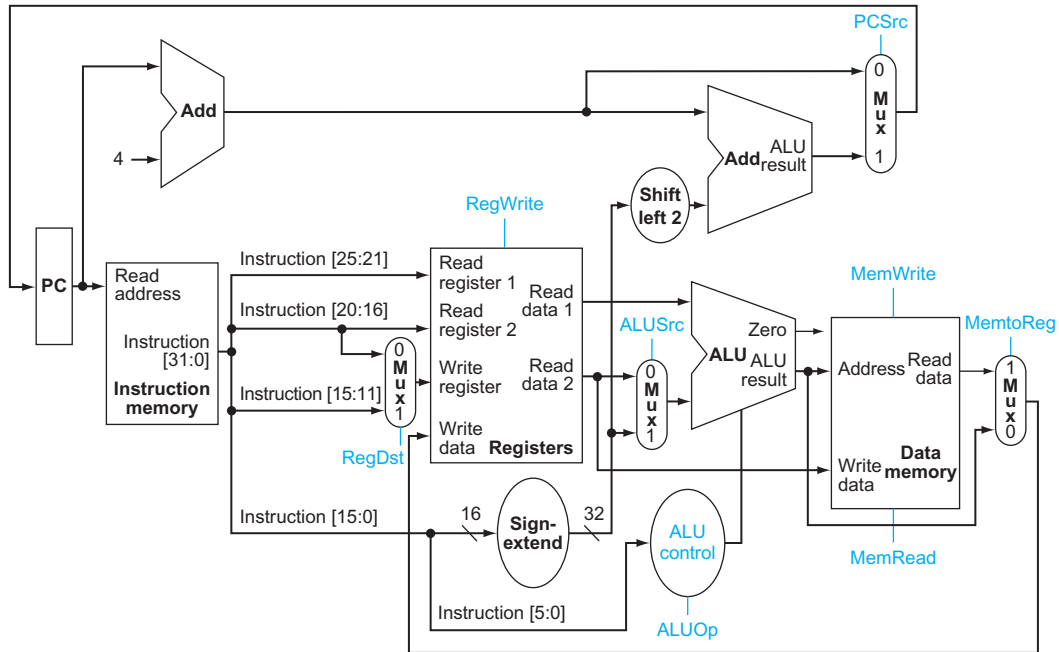 PCSrc
0
M
u
x
1
Add
4
Add
ALU
result
Shift
left 2
RegWrite
PC
Read
address
Instruction
[31:0]
Instruction
memory
Instruction [25:21]
Instruction [20:16]
Instruction [15:11]
0
M
u
x
1
RegDst
Read
register 1
Read
register 2
Write
register
Write
data
Read
data 1
Read
data 2
Registers
ALUSrc
0
M
u
x
1
Zero
ALU
ALU
result
MemWrite
Address
Read
data
Write
data
Data
memory
MemRead
MemtoReg
1
M
u
x
0
Instruction [15:0]
16
Sign-
extend
32
ALU
control
Instruction [5:0]
ALUOp